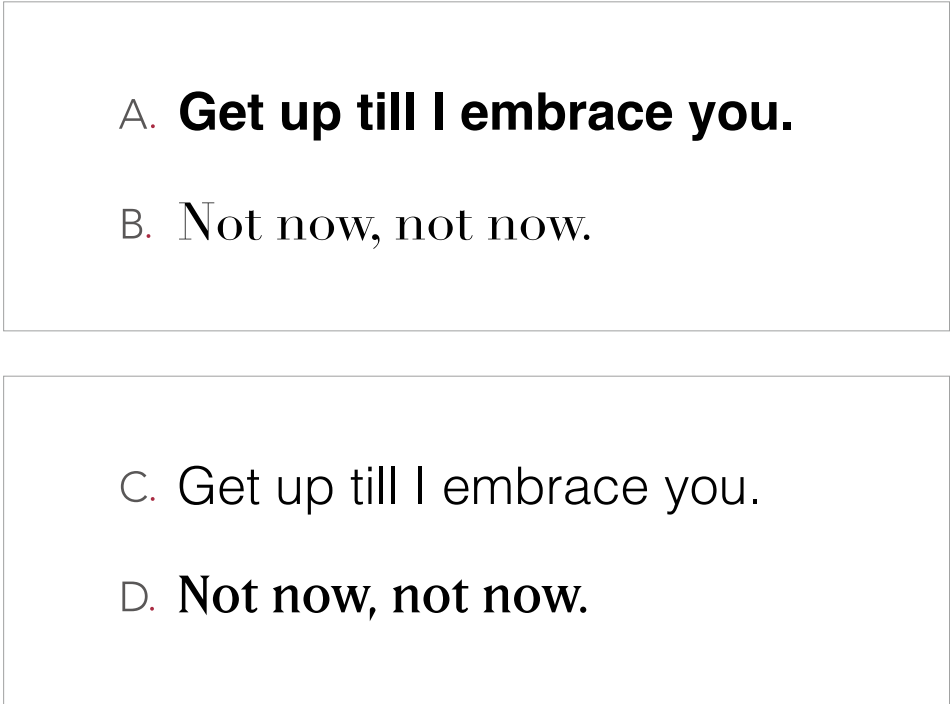 A. Get up till I embrace you.
B. Not now, not now.
C. Get up till I embrace you.
D. Not now, not now.